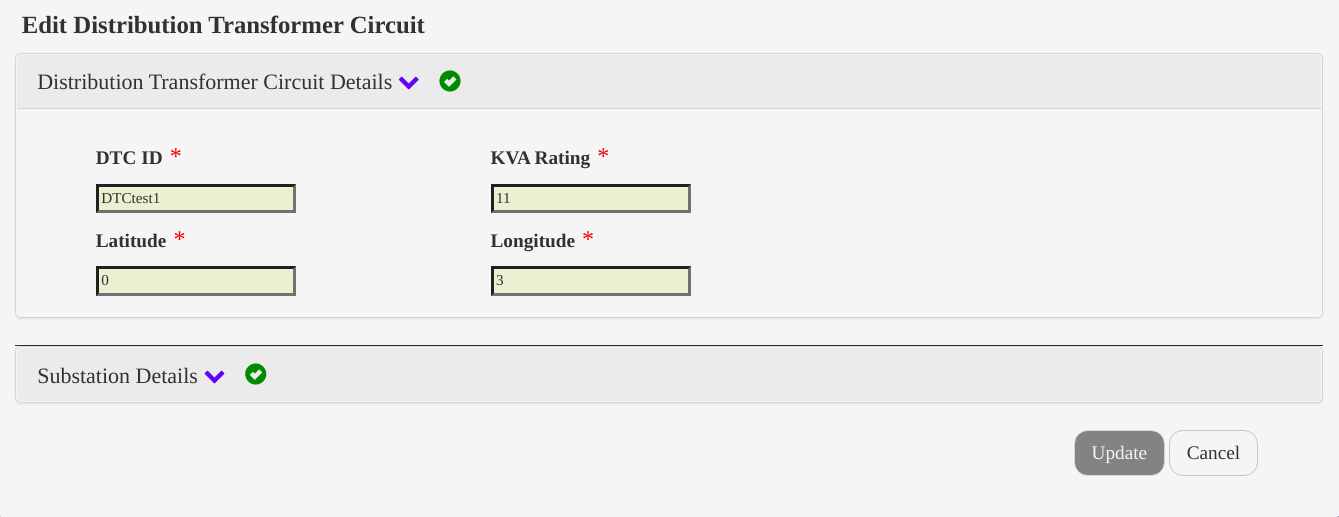 Edit Distribution Transformer Circuit
Distribution Transformer Circuit Details
DTC ID * KVA Rating *
DTCtest1 11
Latitude * Longitude *
0 3
Substation Details
Update Cancel